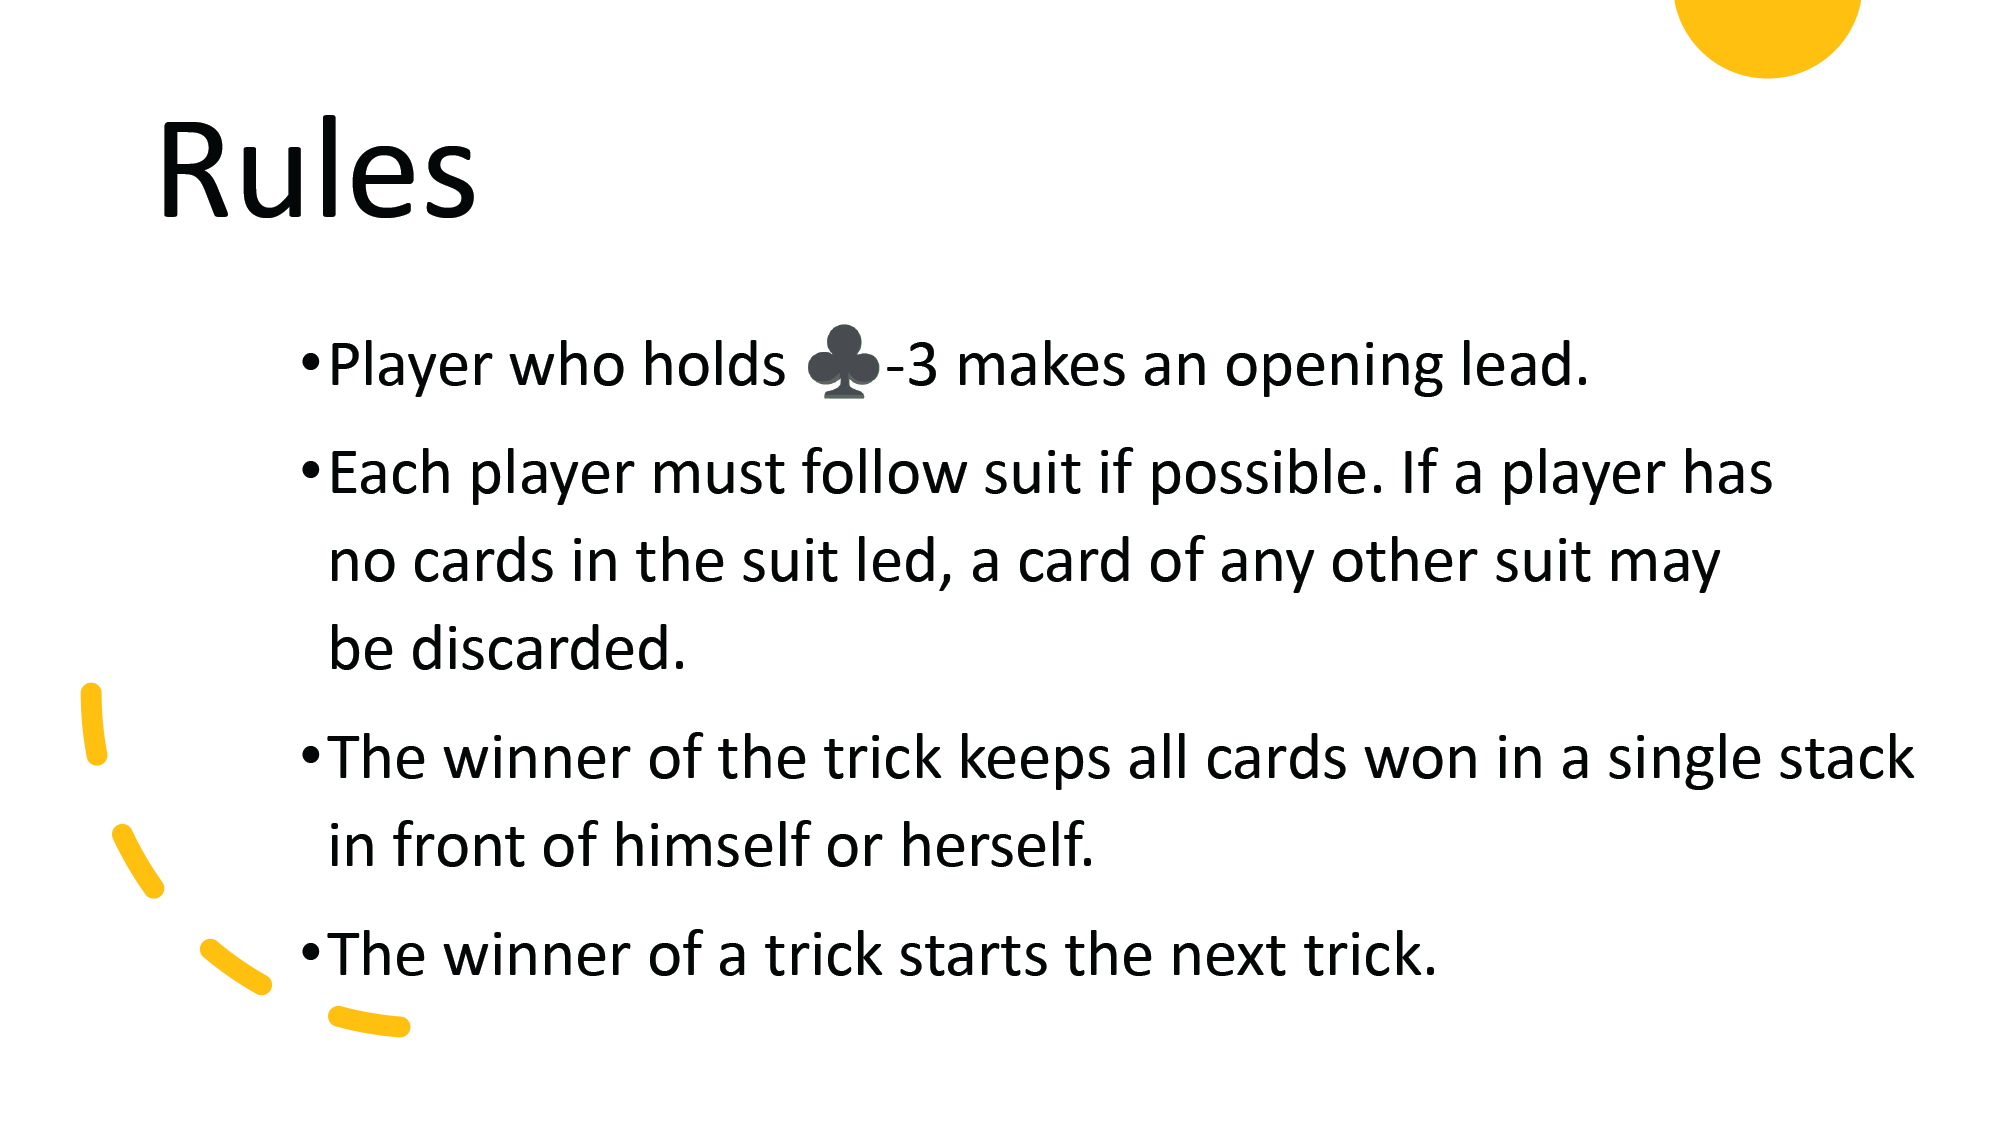 Rules
•Player who holds ♣-3 makes an opening lead.
•Each player must follow suit if possible. If a player has
no cards in the suit led, a card of any other suit may
be discarded.
•The winner of the trick keeps all cards won in a single stack
in front of himself or herself.
•The winner of a trick starts the next trick.